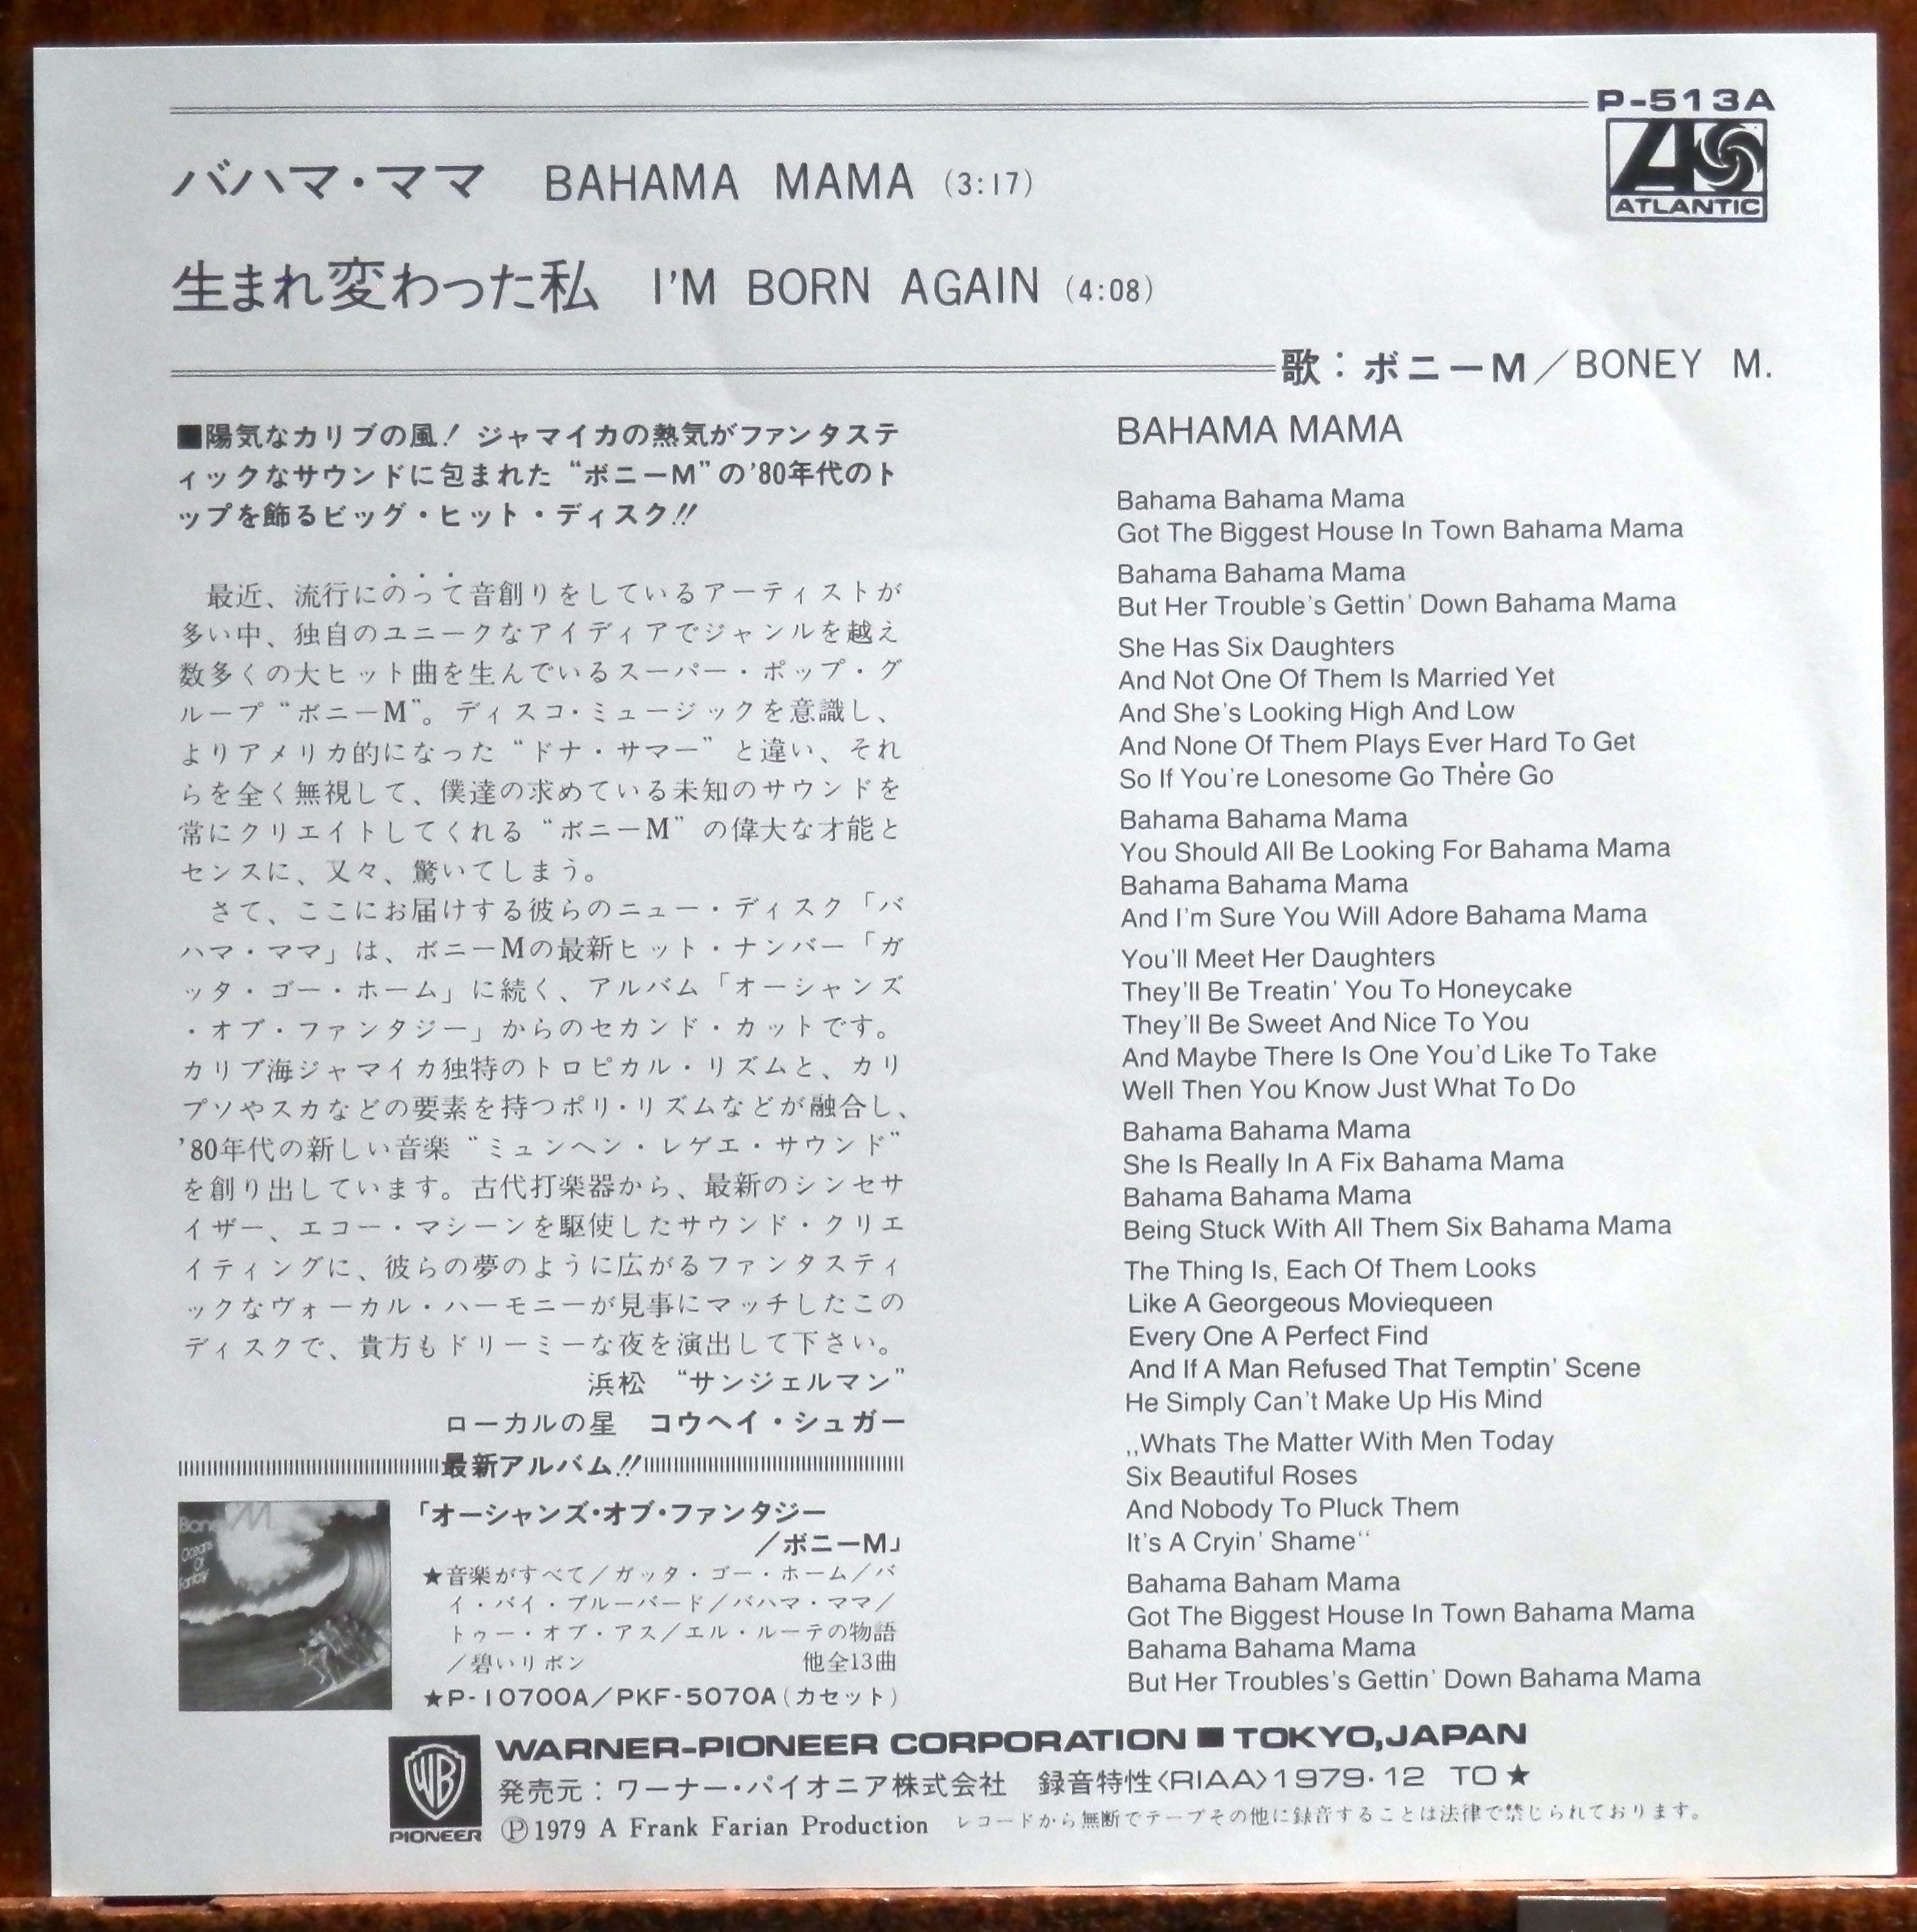 P-513A
ATLANTIC
バハマ・ママ BAHAMA MAMA (3:17)
生まれ変わった私 I'M BORN AGAIN (4:08)
歌：ボニーM／BONEY M.
■陽気なカリブの風！ジャマイカの熱気がファンタステ
ィックなサウンドに包まれた“ボニーM”の'80年代のト
ップを飾るビッグ・ヒット・ディスク!!
最近、流行にのって音創りをしているアーティストが
多い中、独自のユニークなアイディアでジャンルを越え
数多くの大ヒット曲を生んでいるスーパー・ポップ・グ
ループ“ボニーM”。ディスコ・ミュージックを意識し、
よりアメリカ的になった“ドナ・サマー”と違い、それ
らを全く無視して、僕達の求めている未知のサウンドを
常にクリエイトしてくれる“ボニーM”の偉大な才能と
センスに、又々、驚いてしまう。
さて、ここにお届けする彼らのニュー・ディスク「バ
ハマ・ママ」は、ボニーMの最新ヒット・ナンバー「ガ
ッタ・ゴー・ホーム」に続く、アルバム「オーシャンズ
・オブ・ファンタジー」からのセカンド・カットです。
カリブ海ジャマイカ独特のトロピカル・リズムと、カリ
プソやスカなどの要素を持つポリ・リズムなどが融合し、
'80年代の新しい音楽“ミュンヘン・レゲエ・サウンド”
を創り出しています。古代打楽器から、最新のシンセサ
イザー、エコー・マシーンを駆使したサウンド・クリエ
イティングに、彼らの夢のように広がるファンタスティ
ックなヴォーカル・ハーモニーが見事にマッチしたこの
ディスクで、貴方もドリーミーな夜を演出して下さい。
浜松 “サンジェルマン”
ローカルの星 コウヘイ・シュガー
最新アルバム!!
Boney M
Oceans
Of
Fantasy
「オーシャンズ・オブ・ファンタジー
／ボニーM」
★音楽がすべて／ガッタ・ゴー・ホーム／バ
イ・バイ・ブルーバード／バハマ・ママ／
トゥー・オブ・アス／エル・ルーテの物語
／碧いリボン 他全13曲
★P-10700A／PKF-5070A(カセット)
BAHAMA MAMA
Bahama Bahama Mama
Got The Biggest House In Town Bahama Mama
Bahama Bahama Mama
But Her Trouble's Gettin' Down Bahama Mama
She Has Six Daughters
And Not One Of Them Is Married Yet
And She's Looking High And Low
And None Of Them Plays Ever Hard To Get
So If You're Lonesome Go There Go
Bahama Bahama Mama
You Should All Be Looking For Bahama Mama
Bahama Bahama Mama
And I'm Sure You Will Adore Bahama Mama
You'll Meet Her Daughters
They'll Be Treatin' You To Honeycake
They'll Be Sweet And Nice To You
And Maybe There Is One You'd Like To Take
Well Then You Know Just What To Do
Bahama Bahama Mama
She Is Really In A Fix Bahama Mama
Bahama Bahama Mama
Being Stuck With All Them Six Bahama Mama
The Thing Is, Each Of Them Looks
Like A Georgeous Moviequeen
Every One A Perfect Find
And If A Man Refused That Temptin' Scene
He Simply Can't Make Up His Mind
,,Whats The Matter With Men Today
Six Beautiful Roses
And Nobody To Pluck Them
It's A Cryin' Shame‘‘
Bahama Baham Mama
Got The Biggest House In Town Bahama Mama
Bahama Bahama Mama
But Her Troubles's Gettin' Down Bahama Mama
WB
PIONEER
WARNER-PIONEER CORPORATION ■ TOKYO,JAPAN
発売元：ワーナー・パイオニア株式会社 録音特性〈RIAA〉1979・12 TO★
Ⓟ1979 A Frank Farian Production レコードから無断でテープその他に録音することは法律で禁じられております。